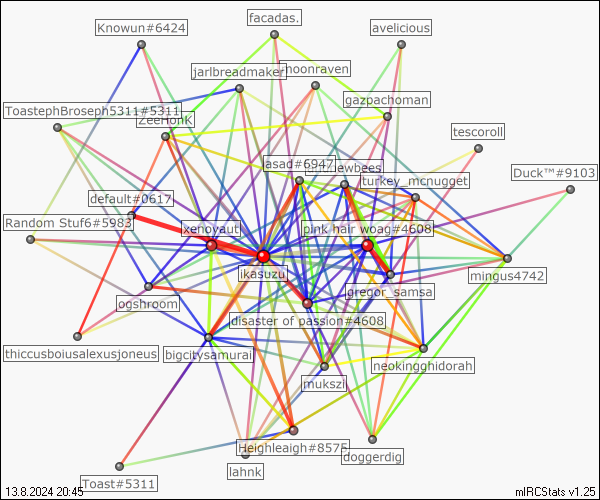 facadas.
Knowun#6424
avelicious
jarlbreadmaker
hoonraven
gazpachoman
ToastephBroseph5311#5311
ZeeHonK
tescoroll
asad#6947
ewbees
Duck™#9103
turkey_mcnugget
default#0617
Random Stuf6#5983
xenoyauti
pink hair woag#4608
ikasuzu
mingus4742
gregor_samsa
ogshroom
disaster of passion#4608
thiccusboiusalexusjoneus
bigcitysamurai
neokingghidorah
mukszi
Heighleaigh#8575
doggerdig
lahnk
Toast#5311
13.8.2024 20:45
mIRCStats v1.25